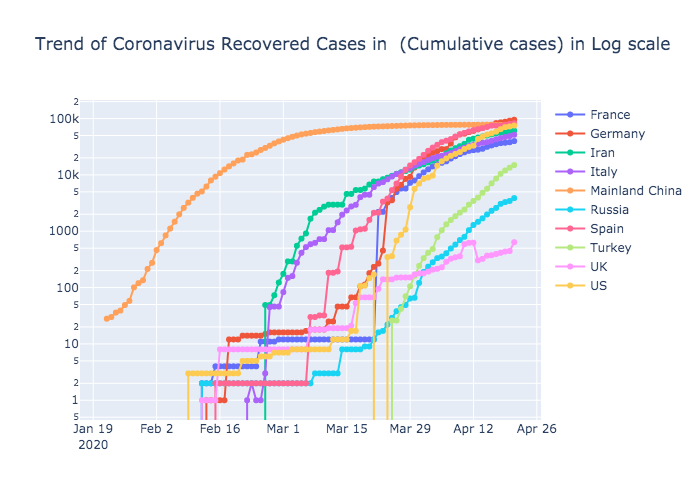 Trend of Coronavirus Recovered Cases in  (Cumulative cases) in Log scale
2
100k
5
2
10k
5
2
1000
5
2
100
5
2
10
5
2
1
5
Jan 19
2020
Feb 2
Feb 16
Mar 1
Mar 15
Mar 29
Apr 12
Apr 26
France
Germany
Iran
Italy
Mainland China
Russia
Spain
Turkey
UK
US